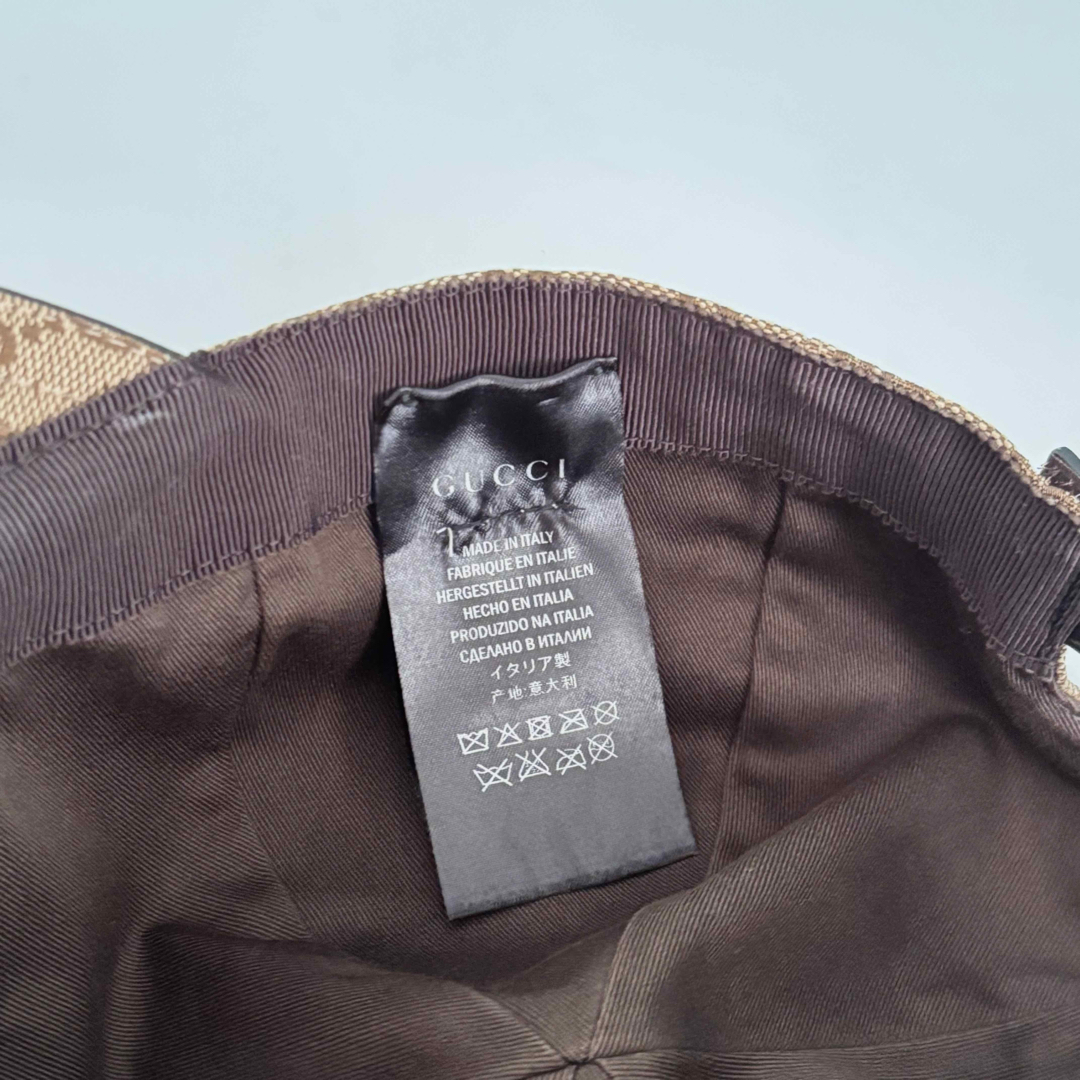 GUCCI
MADE IN ITALY
FABRIQUE EN ITALIE
HERGESTELLT IN ITALIEN
HECHO EN ITALIA
PRODUZIDO NA ITALIA
СДЕЛАНО В ИТАЛИИ
イタリア製
产地:意大利